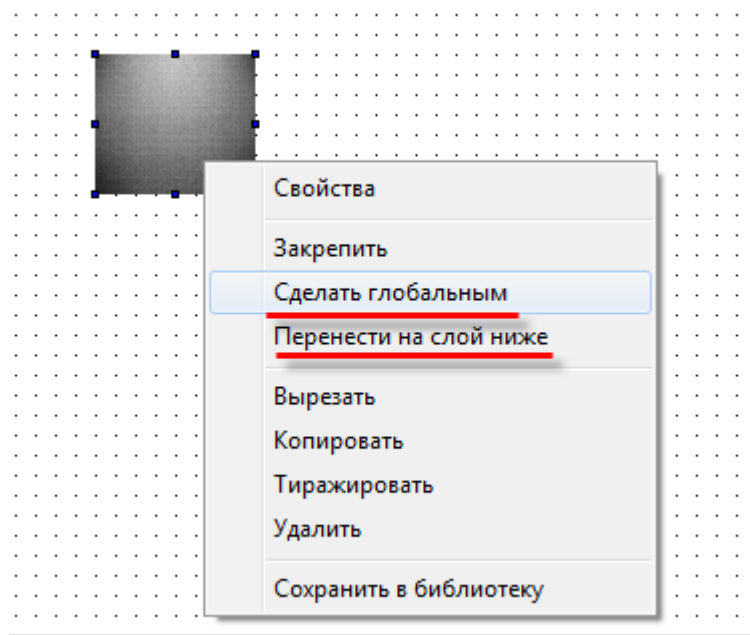 Свойства
Закрепить
Сделать глобальным
Перенести на слой ниже
Вырезать
Копировать
Тиражировать
Удалить
Сохранить в библиотеку